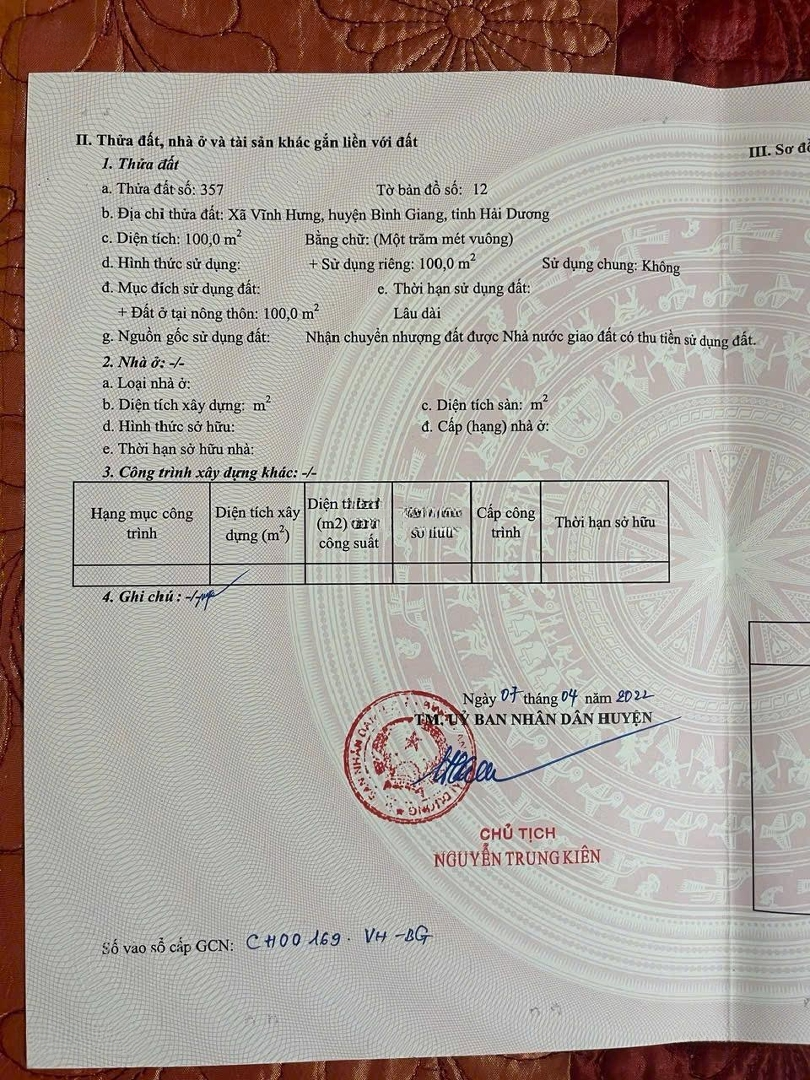 II. Thửa đất, nhà ở và tài sản khác gắn liền với đất
III. Sơ đồ
1. Thửa đất
a. Thửa đất số: 357 Tờ bản đồ số: 12
b. Địa chỉ thửa đất: Xã Vĩnh Hưng, huyện Bình Giang, tỉnh Hải Dương
c. Diện tích: 100,0 m² Bằng chữ: (Một trăm mét vuông)
d. Hình thức sử dụng: + Sử dụng riêng: 100,0 m² Sử dụng chung: Không
đ. Mục đích sử dụng đất: e. Thời hạn sử dụng đất:
+ Đất ở tại nông thôn: 100,0 m² Lâu dài
g. Nguồn gốc sử dụng đất: Nhận chuyển nhượng đất được Nhà nước giao đất có thu tiền sử dụng đất.
2. Nhà ở: -/-
a. Loại nhà ở:
b. Diện tích xây dựng: m² c. Diện tích sàn: m²
d. Hình thức sở hữu: đ. Cấp (hạng) nhà ở:
e. Thời hạn sở hữu nhà:
3. Công trình xây dựng khác: -/-
Hạng mục công trình
Diện tích xây dựng (m²)
Diện tích (m2) công suất
sở hữu
Cấp công trình
Thời hạn sở hữu
4. Ghi chú : -/-
Ngày 07 tháng 04 năm 2022
TM. UỶ BAN NHÂN DÂN HUYỆN
CHỦ TỊCH
NGUYỄN TRUNG KIÊN
Số vao sổ cấp GCN: CH00169. VH-BG